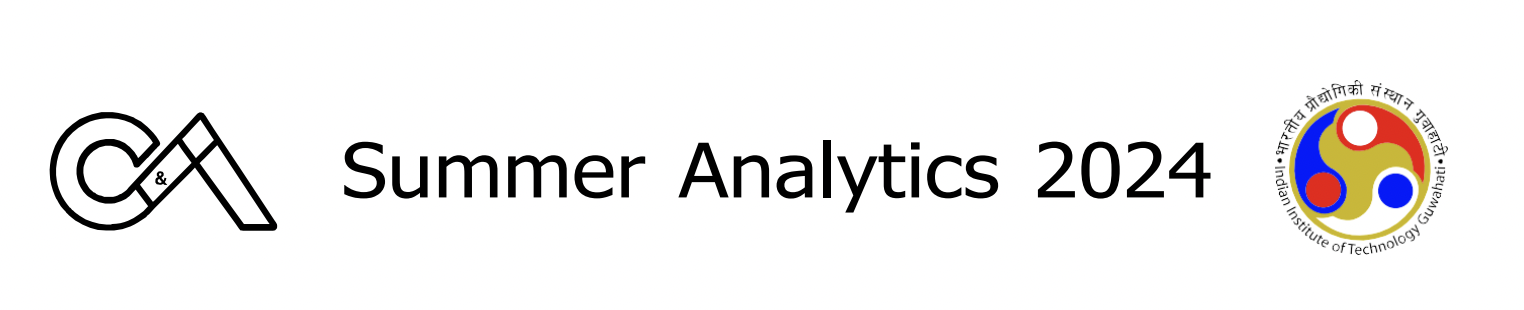 C&A
Summer Analytics 2024
भारतीय प्रौद्योगिकी संस्थान गुवाहाटी
Indian Institute of Technology Guwahati